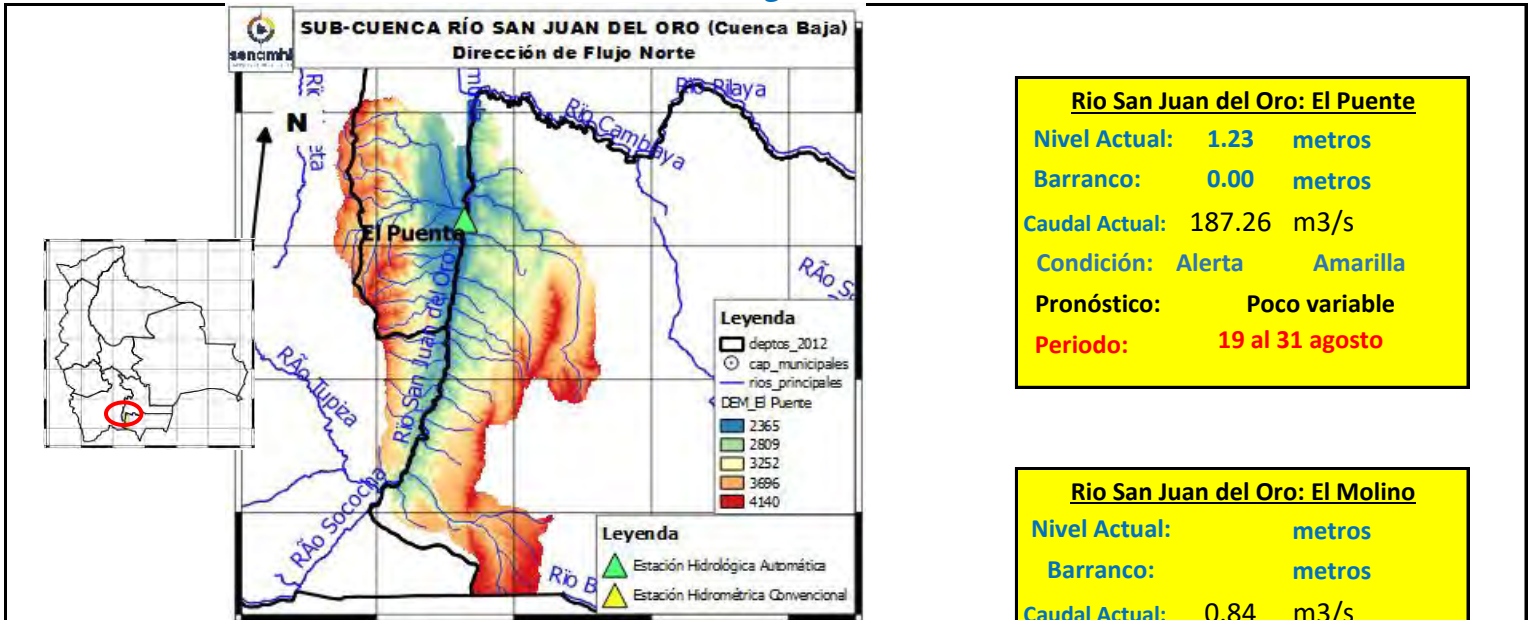 SUB-CUENCA RÍO SAN JUAN DEL ORO (Cuenca Baja)
Dirección de Flujo Norte
senamhi
N
Río Pilaya
Río Cambaya
El Puente
Río San Juan del Oro
RÃo Tupiza
RÃo Sococha
Leyenda
deptos_2012
cap_municipales
rios_principales
DEM_El Puente
2365
2809
3252
3696
4140
Leyenda
Estación Hidrológica Automática
Estación Hidrométrica Convencional
Rio San Juan del Oro: El Puente
Nivel Actual: 1.23 metros
Barranco: 0.00 metros
Caudal Actual: 187.26 m3/s
Condición: Alerta Amarilla
Pronóstico: Poco variable
Periodo: 19 al 31 agosto
Rio San Juan del Oro: El Molino
Nivel Actual: metros
Barranco: metros
Caudal Actual: 0.84 m3/s